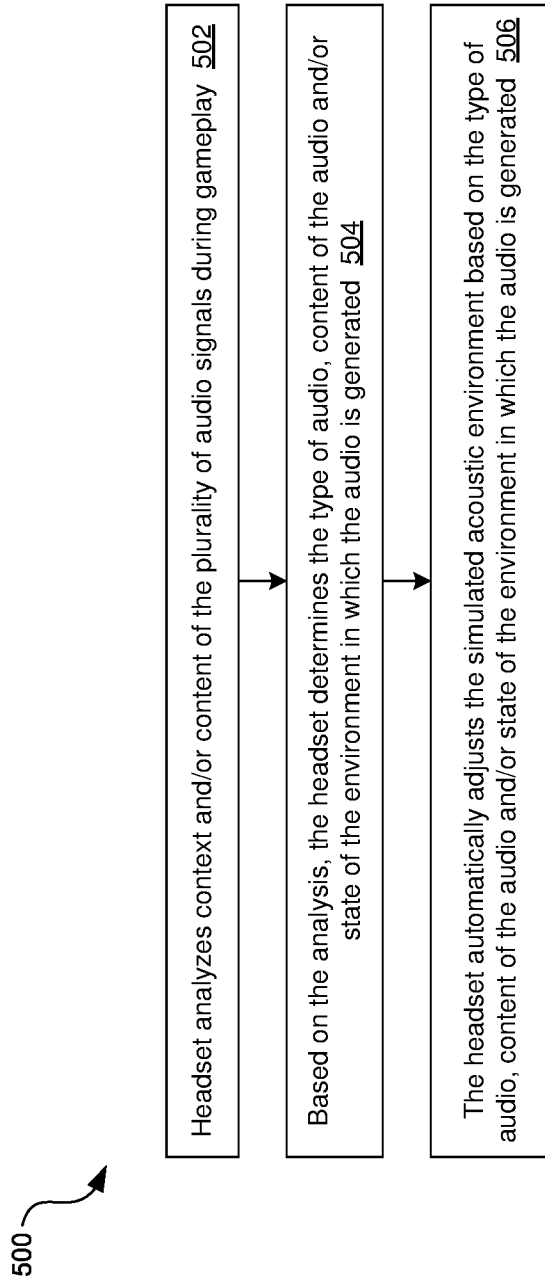 500
Headset analyzes context and/or content of the plurality of audio signals during gameplay 502
Based on the analysis, the headset determines the type of audio, content of the audio and/or
state of the environment in which the audio is generated 504
The headset automatically adjusts the simulated acoustic environment based on the type of
audio, content of the audio and/or state of the environment in which the audio is generated 506